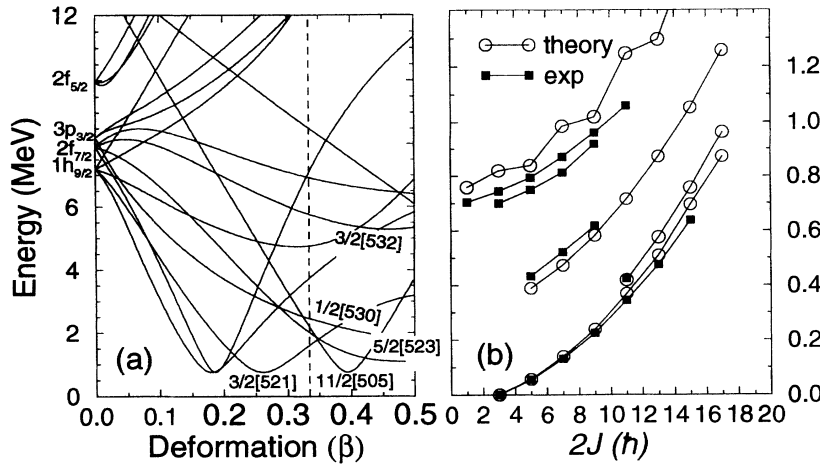 12
10
8
6
4
2
0
Energy (MeV)
2f5/2
3p3/2
2f7/2
1h9/2
3/2[532]
1/2[530]
5/2[523]
3/2[521]
11/2[505]
(a)
0.0 0.1 0.2 0.3 0.4 0.5
Deformation (β)
theory
exp
(b)
1.2
1.0
0.8
0.6
0.4
0.2
0.0
0 2 4 6 8 10 12 14 16 18 20
2J (ħ)